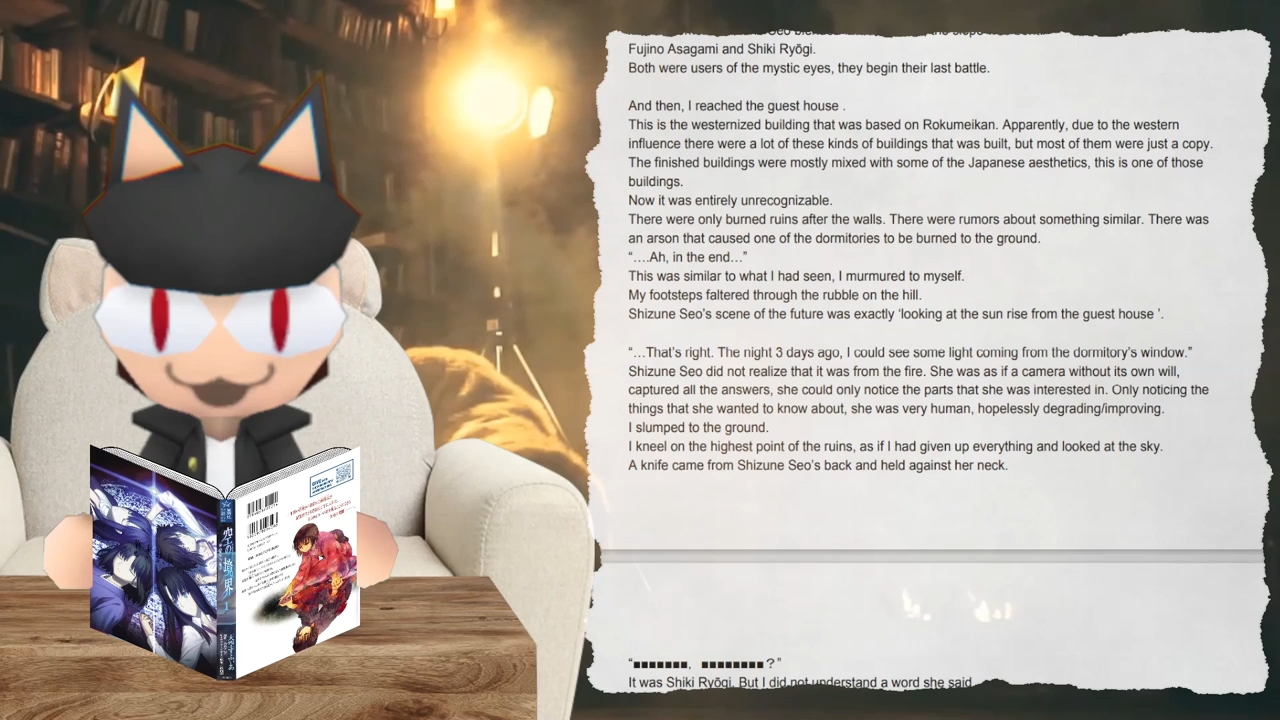 Fujino Asagami and Shiki Ryōgi.
Both were users of the mystic eyes, they begin their last battle.
And then, I reached the guest house .
This is the westernized building that was based on Rokumeikan. Apparently, due to the western
influence there were a lot of these kinds of buildings that was built, but most of them were just a copy.
The finished buildings were mostly mixed with some of the Japanese aesthetics, this is one of those
buildings.
Now it was entirely unrecognizable.
There were only burned ruins after the walls. There were rumors about something similar. There was
an arson that caused one of the dormitories to be burned to the ground.
“….Ah, in the end…”
This was similar to what I had seen, I murmured to myself.
My footsteps faltered through the rubble on the hill.
Shizune Seo’s scene of the future was exactly ‘looking at the sun rise from the guest house ’.
“…That’s right. The night 3 days ago, I could see some light coming from the dormitory’s window.”
Shizune Seo did not realize that it was from the fire. She was as if a camera without its own will,
captured all the answers, she could only notice the parts that she was interested in. Only noticing the
things that she wanted to know about, she was very human, hopelessly degrading/improving.
I slumped to the ground.
I kneel on the highest point of the ruins, as if I had given up everything and looked at the sky.
A knife came from Shizune Seo’s back and held against her neck.
“■■■■■■■, ■■■■■■■■？”
It was Shiki Ryōgi. But I did not understand a word she said
空の境界